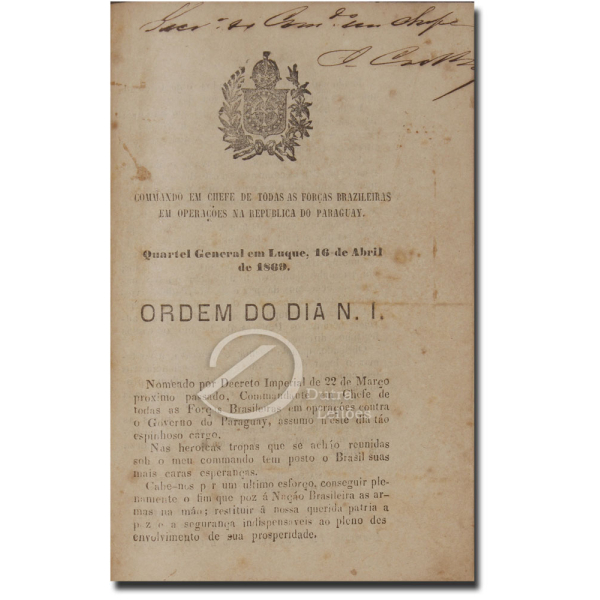 COMMANDO EM CHEFE DE TODAS AS FORÇAS BRAZILEIRAS
EM OPERAÇÕES NA REPUBLICA DO PARAGUAY.
Quartel General em Luque, 16 de Abril
de 1869.
ORDEM DO DIA N. 1.
Nomeado por Decreto Imperial de 22 de Março
proximo passado, Commandante em Chefe de
todas as Forças Brasileiras em operações contra
o Governo do Paraguay, assumo n'este dia tão
espinhoso cargo.
Nas heroicas tropas que se achão reunidas
sob o meu commando tem posto o Brasil suas
mais caras esperanças.
Cabe-nos p r um ultimo esforço, conseguir ple-
namente o fim que poz á Nação Brasileira as ar-
mas na mão; restituir á nossa querida patria a
paz e a segurança indispensaveis ao pleno des
envolvimento de sua prosperidade.
Dutra
Leilões